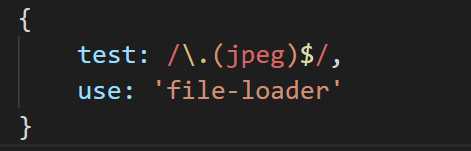 {
test: /\.(jpeg)$/,
use: 'file-loader'
}